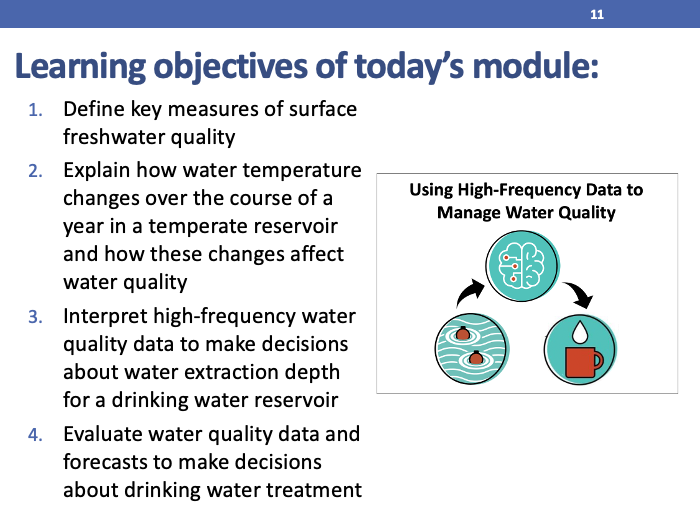 11
Learning objectives of today’s module:
1. Define key measures of surface
freshwater quality
2. Explain how water temperature
changes over the course of a
year in a temperate reservoir
and how these changes affect
water quality
3. Interpret high-frequency water
quality data to make decisions
about water extraction depth
for a drinking water reservoir
4. Evaluate water quality data and
forecasts to make decisions
about drinking water treatment
Using High-Frequency Data to
Manage Water Quality